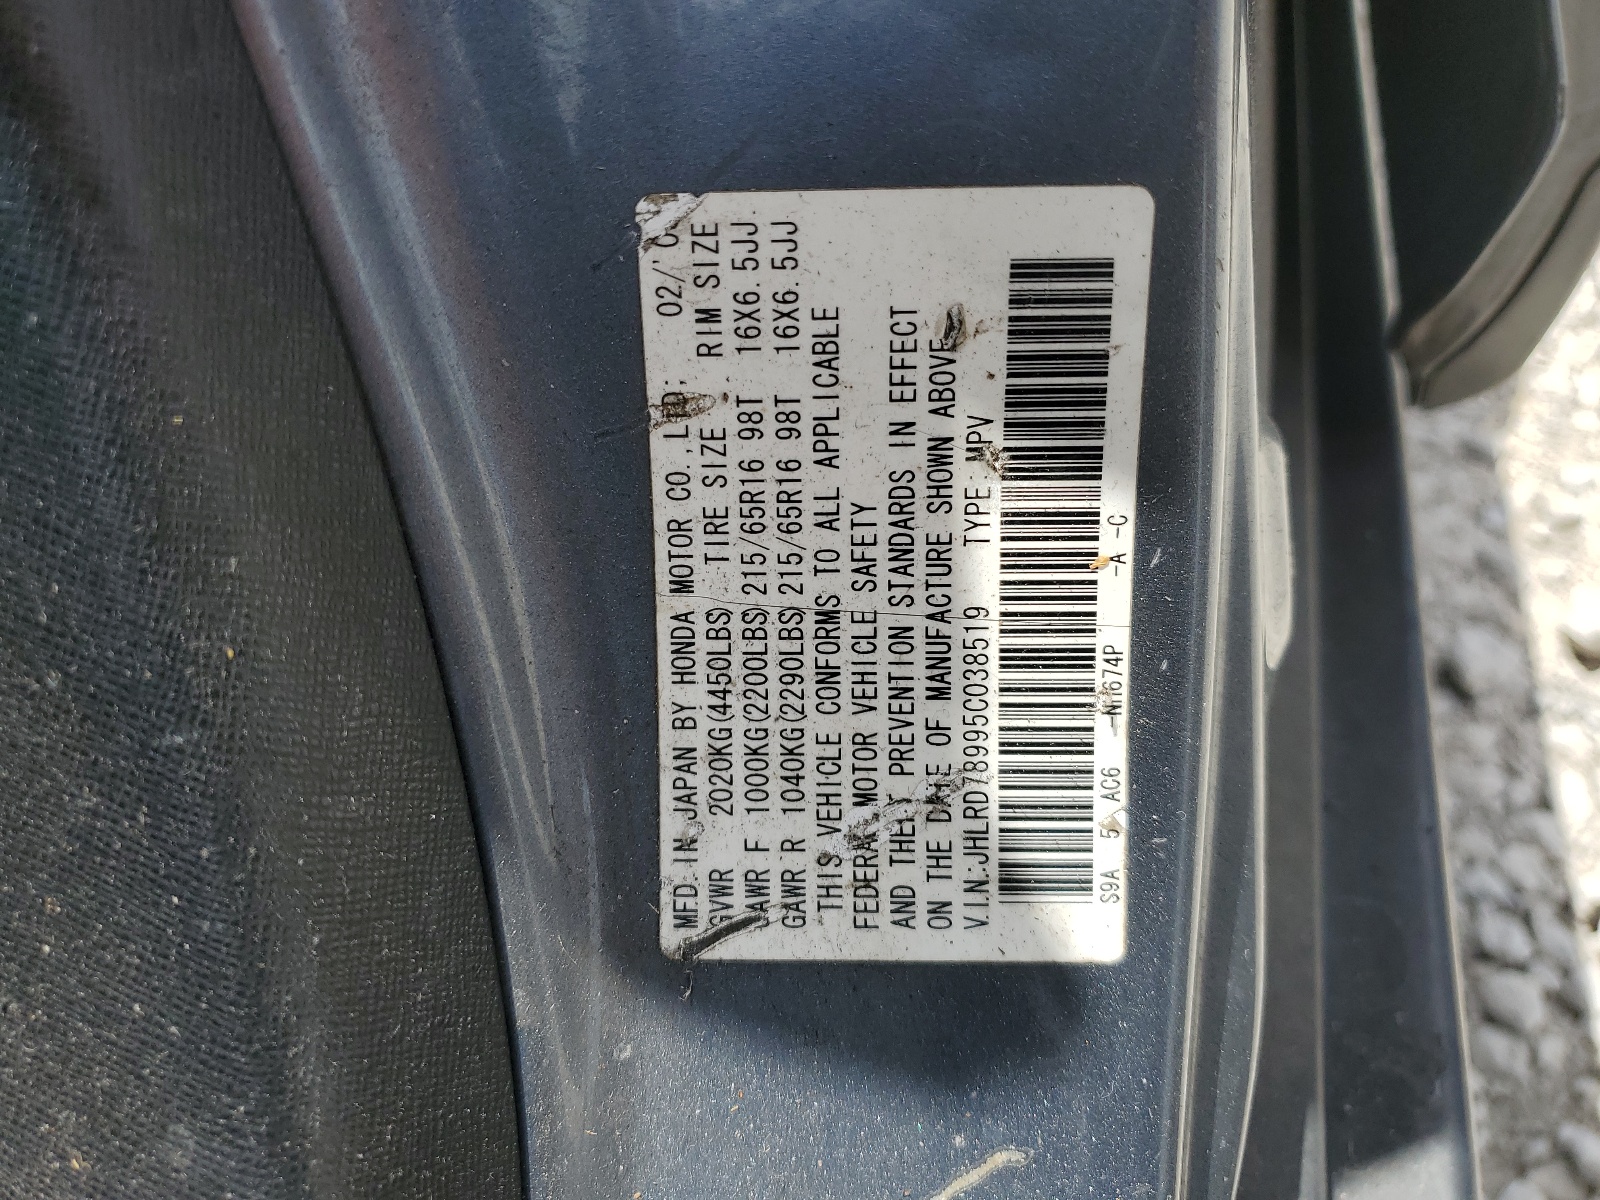 MFD. IN JAPAN BY HONDA MOTOR CO., LTD. 02/
GVWR 2020KG(4450LBS) TIRE SIZE RIM SIZE
GAWR F 1000KG(2200LBS) 215/65R16 98T 16X6.5JJ
GAWR R 1040KG(2290LBS) 215/65R16 98T 16X6.5JJ
THIS VEHICLE CONFORMS TO ALL APPLICABLE
FEDERAL MOTOR VEHICLE SAFETY
AND THEFT PREVENTION STANDARDS IN EFFECT
ON THE DATE OF MANUFACTURE SHOWN ABOVE
V.I.N.:JHLRD78995C038519 TYPE:MPV
S9A 5 AC6 -NH674P -A -C